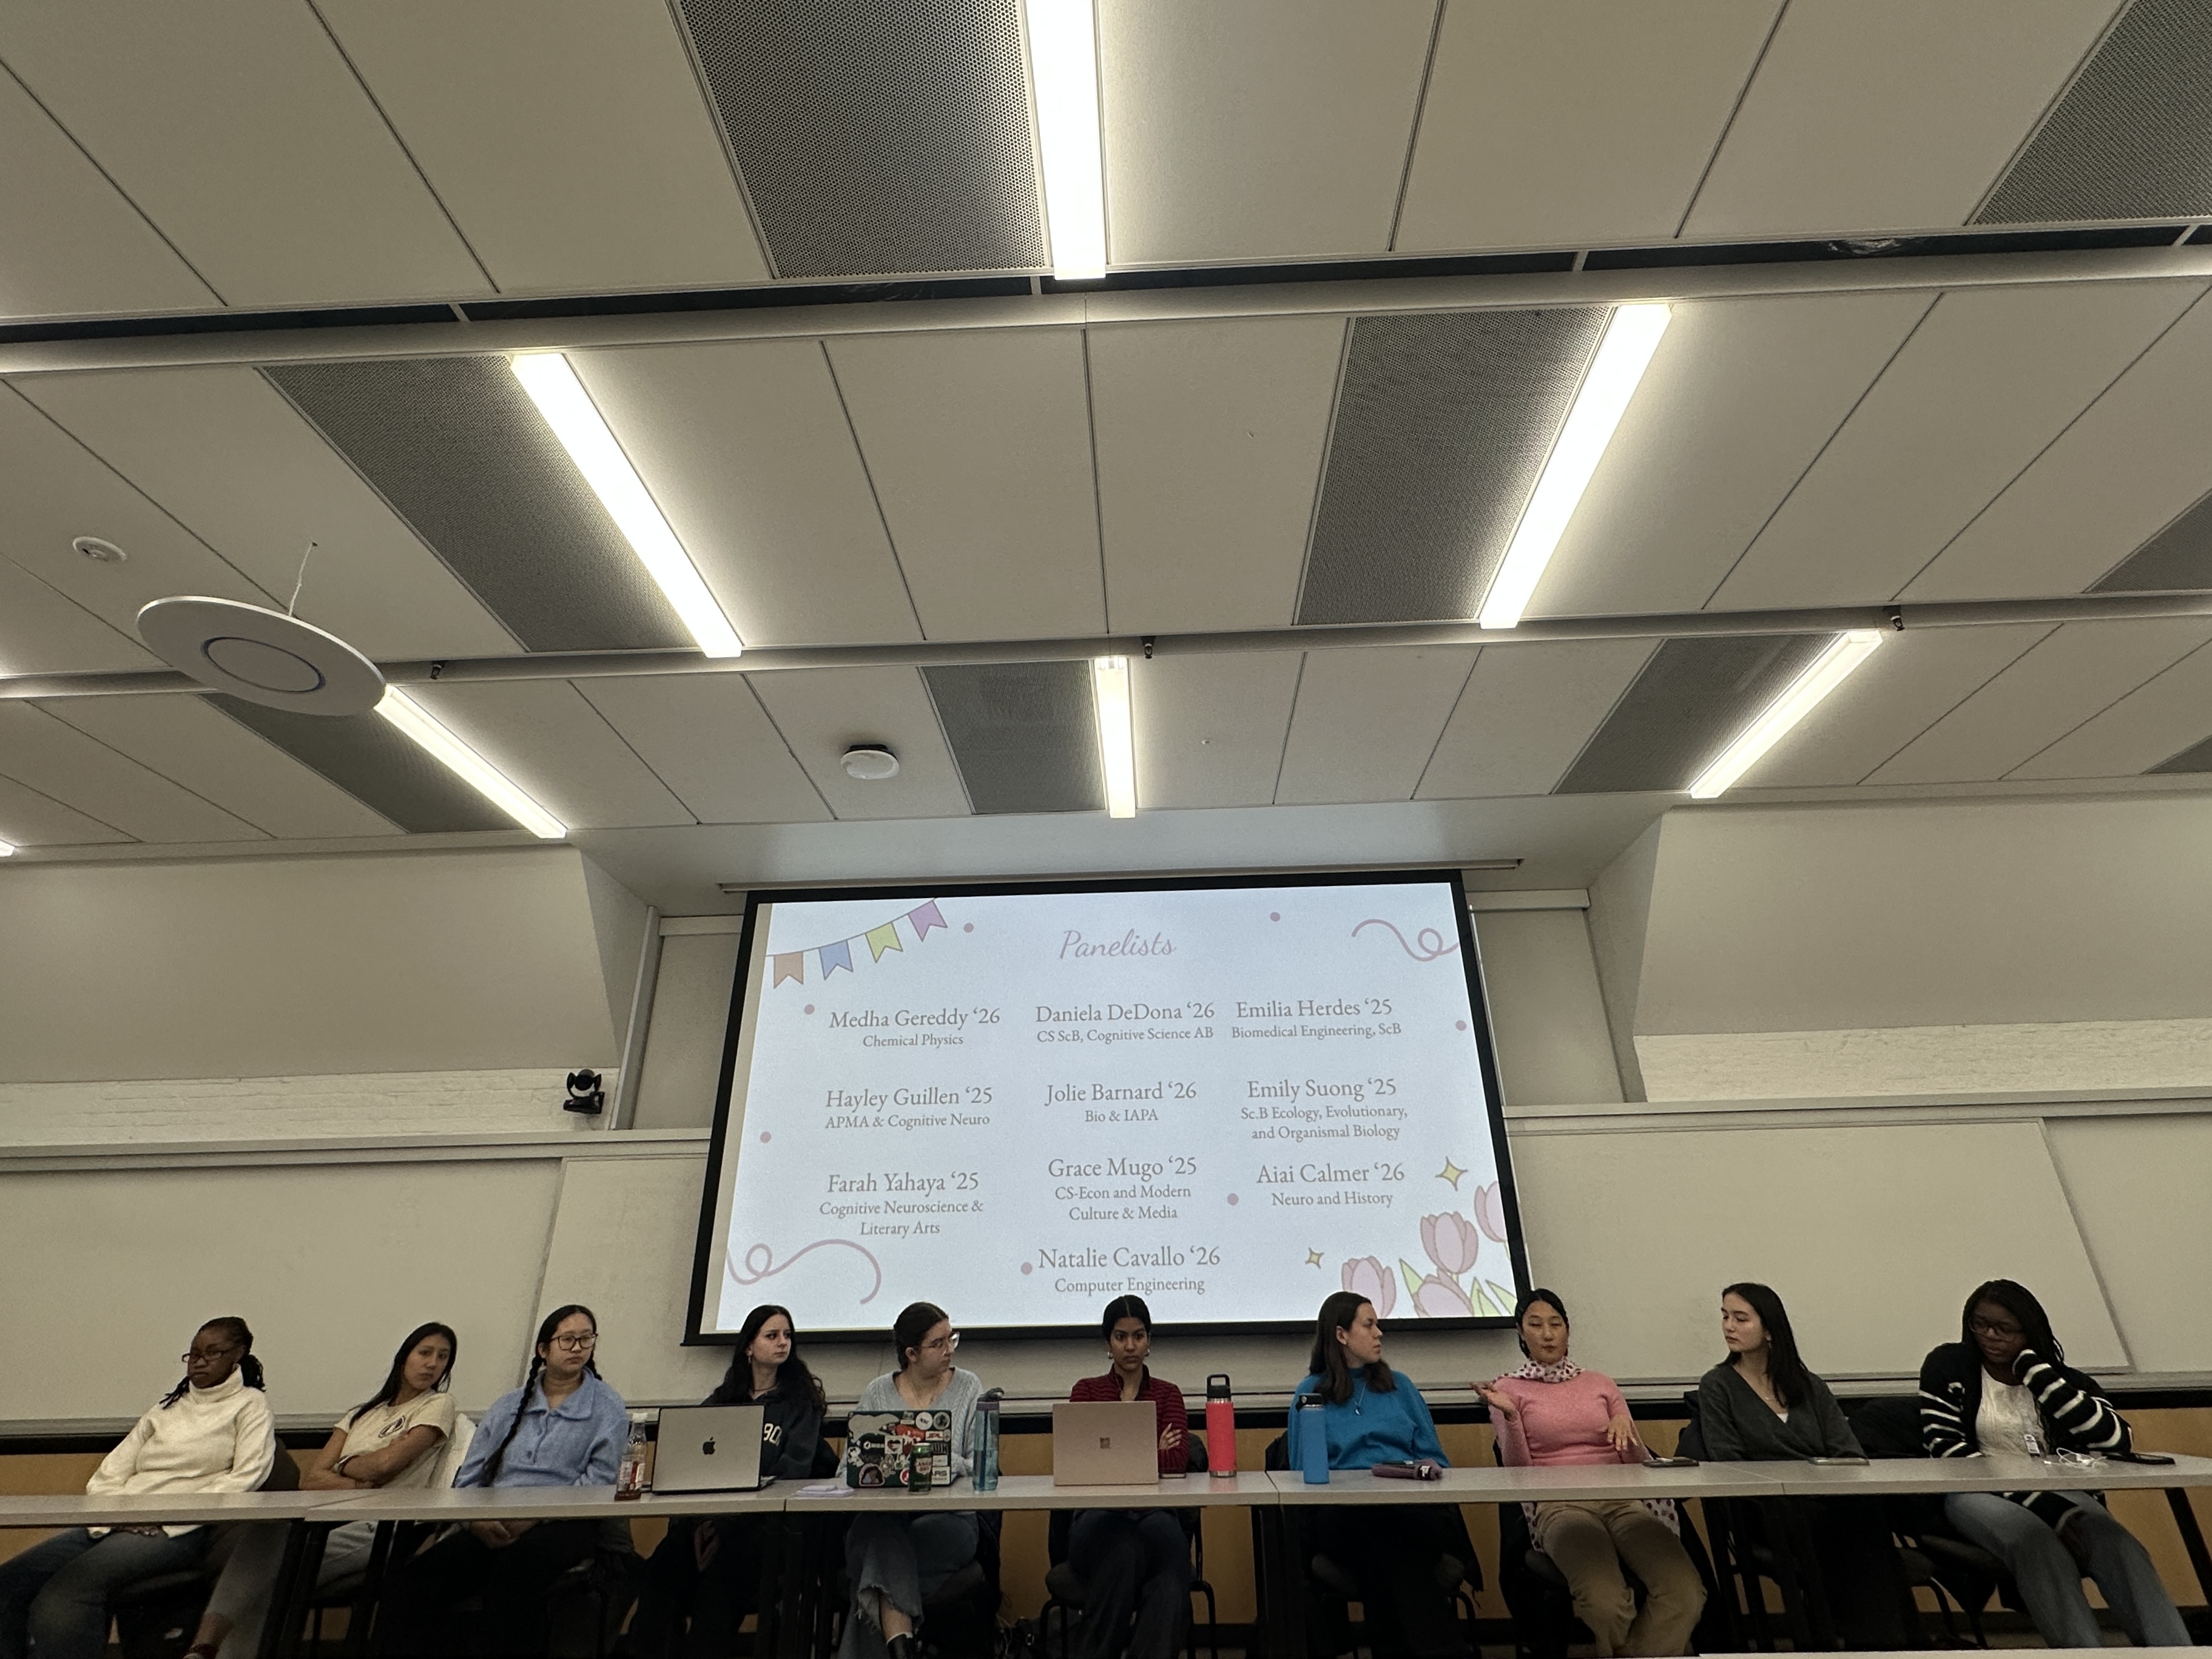 Panelists
Medha Gereddy ‘26
Chemical Physics
Daniela DeDona ‘26
CS ScB, Cognitive Science AB
Emilia Herdes ‘25
Biomedical Engineering, ScB
Hayley Guillen ‘25
APMA & Cognitive Neuro
Jolie Barnard ‘26
Bio & IAPA
Emily Suong ‘25
Sc.B Ecology, Evolutionary,
and Organismal Biology
Farah Yahaya ‘25
Cognitive Neuroscience &
Literary Arts
Grace Mugo ‘25
CS-Econ and Modern
Culture & Media
Aiai Calmer ‘26
Neuro and History
Natalie Cavallo ‘26
Computer Engineering
JPL